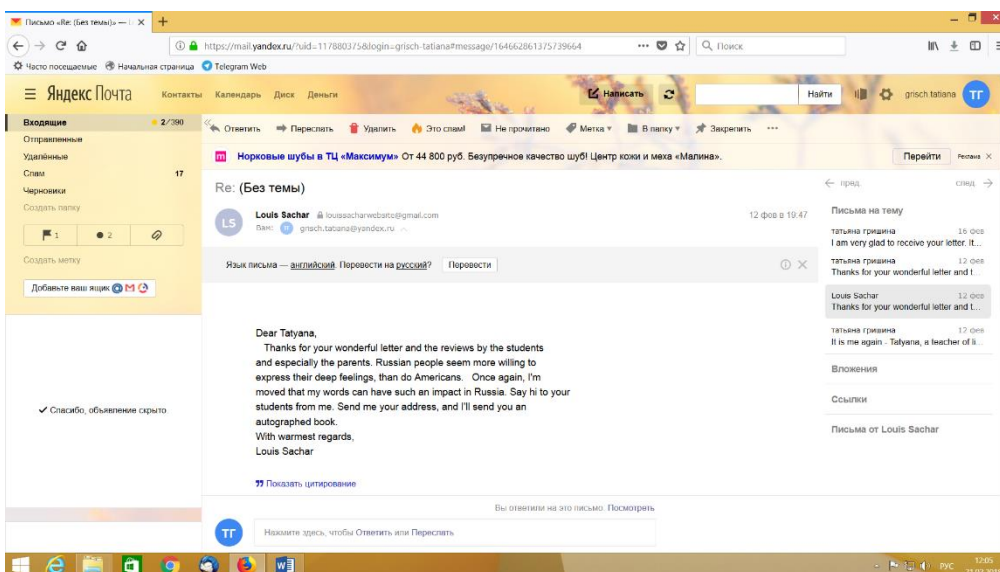 Письмо «Re: (Без темы)» —
https://mail.yandex.ru/?uid=117880375&login=grisch-tatiana#message/164662861375739664
Поиск
Часто посещаемые Начальная страница Telegram Web
Яндекс Почта
Контакты Календарь Диск Деньги
Написать
Найти
grisch tatiana
ТГ
Входящие 2/390
Отправленные
Удалённые
Спам 17
Черновики
Создать папку
1 2
Создать метку
Добавьте ваш ящик
Спасибо, объявление скрыто
Ответить Переслать Удалить Это спам! Не прочитано Метка В папку Закрепить
Норковые шубы в ТЦ «Максимум» От 44 800 руб. Безупречное качество шуб! Центр кожи и меха «Малина».
Перейти Реклама
Re: (Без темы)
LS
Louis Sachar
12 фев в 19:47
Вам: grisch.tatiana@yandex.ru
Язык письма — английский. Перевести на русский? Перевести
Dear Tatyana,
Thanks for your wonderful letter and the reviews by the students
and especially the parents. Russian people seem more willing to
express their deep feelings, than do Americans. Once again, I'm
moved that my words can have such an impact in Russia. Say hi to your
students from me. Send me your address, and I'll send you an
autographed book.
With warmest regards,
Louis Sachar
Показать цитирование
Вы ответили на это письмо. Посмотреть
ТГ
Нажмите здесь, чтобы Ответить или Переслать
пред. след.
Письма на тему
татьяна гришина 16 фев
I am very glad to receive your letter. It...
татьяна гришина 12 фев
Thanks for your wonderful letter and t...
Louis Sachar 12 фев
Thanks for your wonderful letter and t...
татьяна гришина 12 фев
It is me again - Tatyana, a teacher of li...
Вложения
Ссылки
Письма от Louis Sachar
РУС
12:05